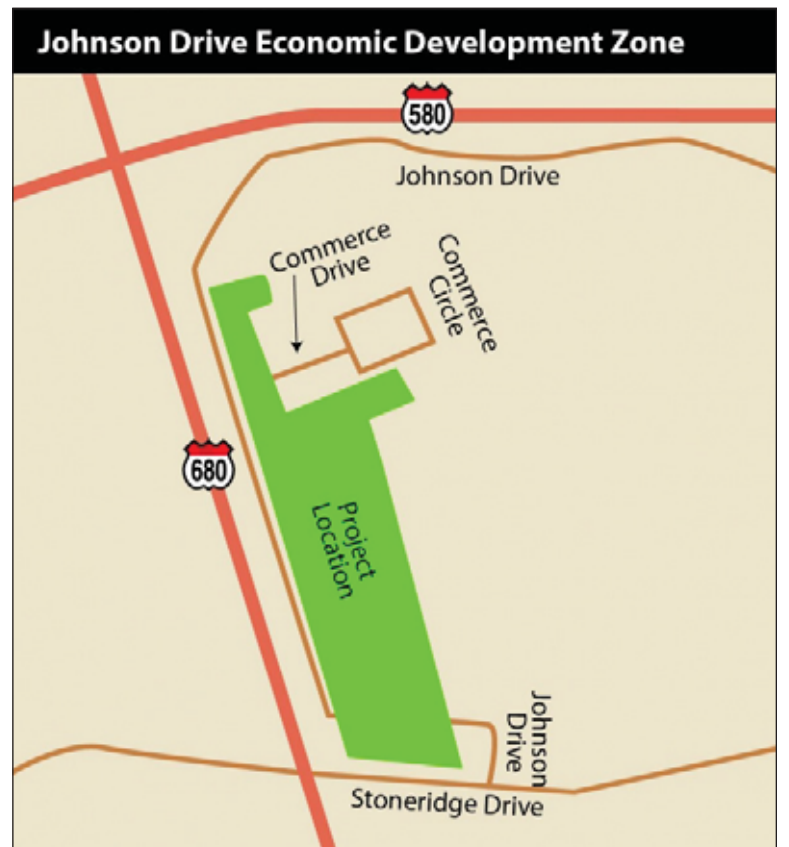 Johnson Drive Economic Development Zone
580
Johnson Drive
Commerce
Drive
Commerce
Circle
680
Project
Location
Johnson
Drive
Stoneridge Drive